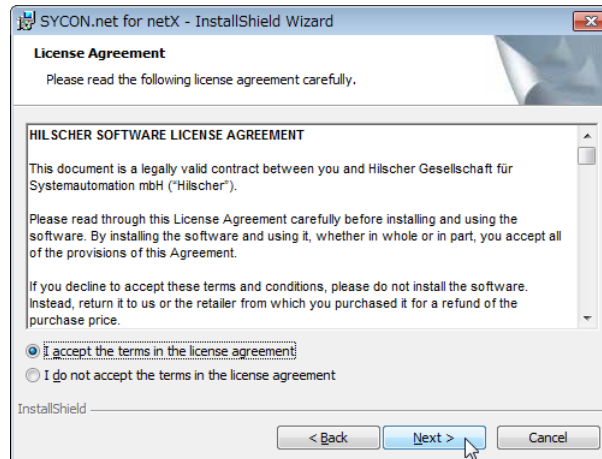 SYCON.net for netX - InstallShield Wizard
License Agreement
Please read the following license agreement carefully.
HILSCHER SOFTWARE LICENSE AGREEMENT
This document is a legally valid contract between you and Hilscher Gesellschaft für
Systemautomation mbH (“Hilscher”).
Please read through this License Agreement carefully before installing and using the
software. By installing the software and using it, whether in whole or in part, you accept all
of the provisions of this Agreement.
If you decline to accept these terms and conditions, please do not install the software.
Instead, return it to us or the retailer from which you purchased it for a refund of the
purchase price.
I accept the terms in the license agreement
I do not accept the terms in the license agreement
InstallShield
< Back
Next >
Cancel